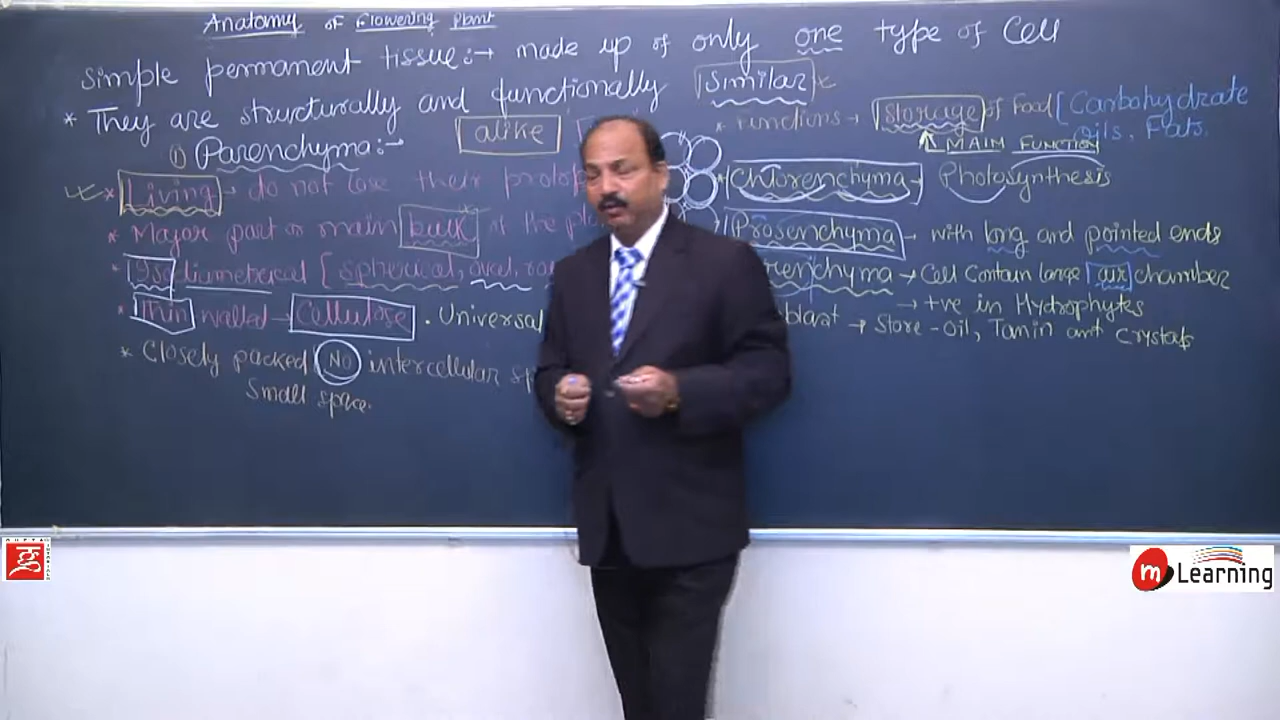 Anatomy of Flowering Plant
Simple permanent tissue:→ made up of only one type of Cell
* They are structurally and functionally Similar
alike
① Parenchyma:-
* Living → do not lose their
* Major part or main bulk of the
* Isodiametrical [spherical, oval,
* Thin walled → Cellulose. Universal
* Closely packed NO intercellular
Small space.
* Functions → Storage of Food [Carbohydrate
Oils, Fats.
MAIN FUNCTION
* Chlorenchyma → Photosynthesis
Prosenchyma → with long and pointed ends
renchyma → Cell Contain large air chamber
→ +ve in Hydrophytes
blant → Store - Oil, Tanin and Crystals
GUPTA
m Learning